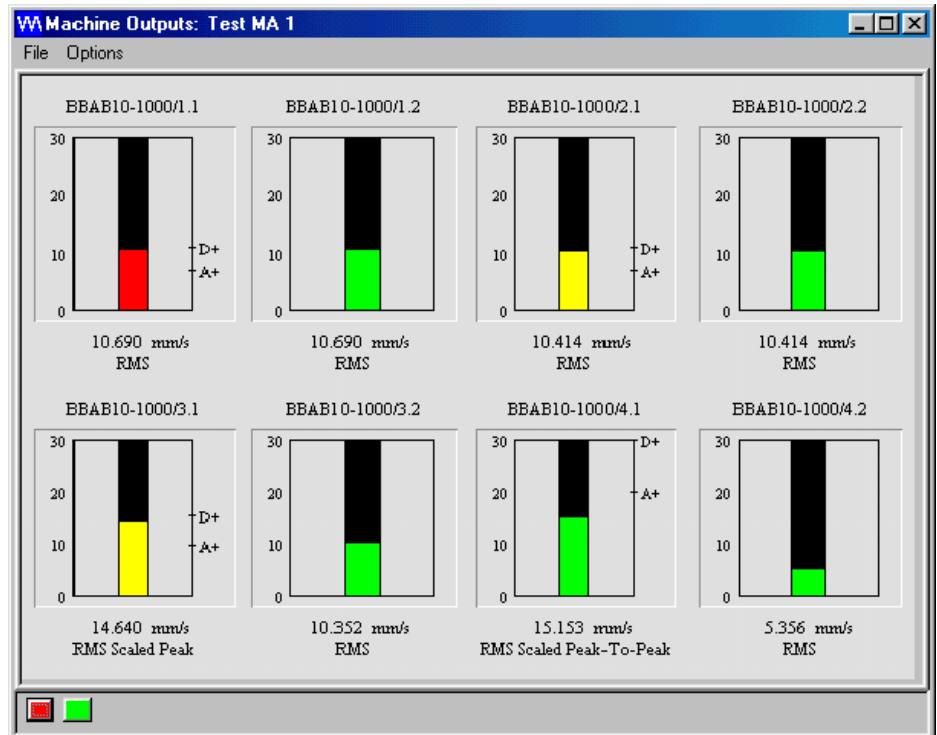 Machine Outputs: Test MA 1
File Options
BBAB10-1000/1.1 BBAB10-1000/1.2 BBAB10-1000/2.1 BBAB10-1000/2.2
30 30 30 30
20 20 20 20
D+ D+
10 10 10 10
A+ A+
0 0 0 0
10.690 mm/s 10.690 mm/s 10.414 mm/s 10.414 mm/s
RMS RMS RMS RMS
BBAB10-1000/3.1 BBAB10-1000/3.2 BBAB10-1000/4.1 BBAB10-1000/4.2
30 30 30 D+ 30
20 20 20 A+ 20
D+
10 A+ 10 10 10
0 0 0 0
14.640 mm/s 10.352 mm/s 15.153 mm/s 5.356 mm/s
RMS Scaled Peak RMS RMS Scaled Peak-To-Peak RMS